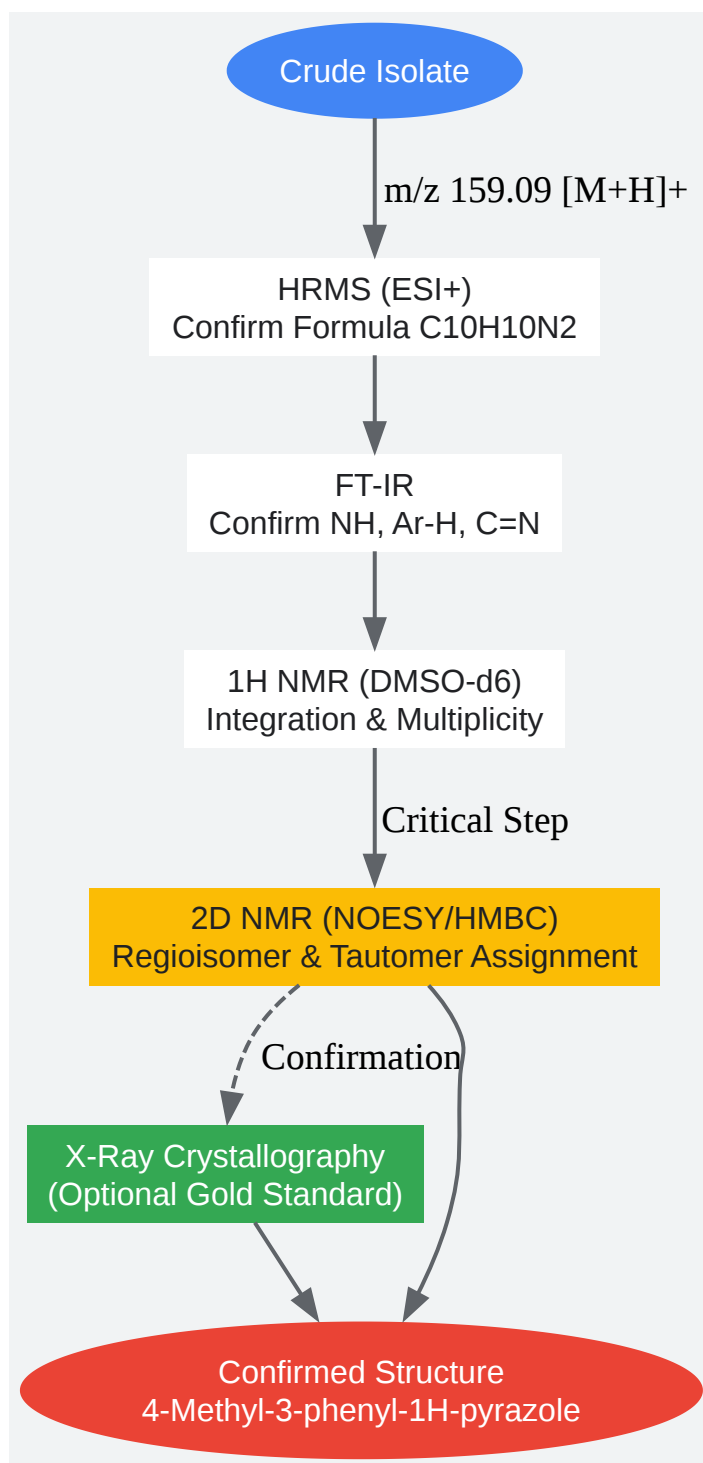 Crude Isolate
m/z 159.09 [M+H]+
HRMS (ESI+)
Confirm Formula C10H10N2
FT-IR
Confirm NH, Ar-H, C=N
1H NMR (DMSO-d6)
Integration & Multiplicity
Critical Step
2D NMR (NOESY/HMBC)
Regioisomer & Tautomer Assignment
Confirmation
X-Ray Crystallography
(Optional Gold Standard)
Confirmed Structure
4-Methyl-3-phenyl-1H-pyrazole